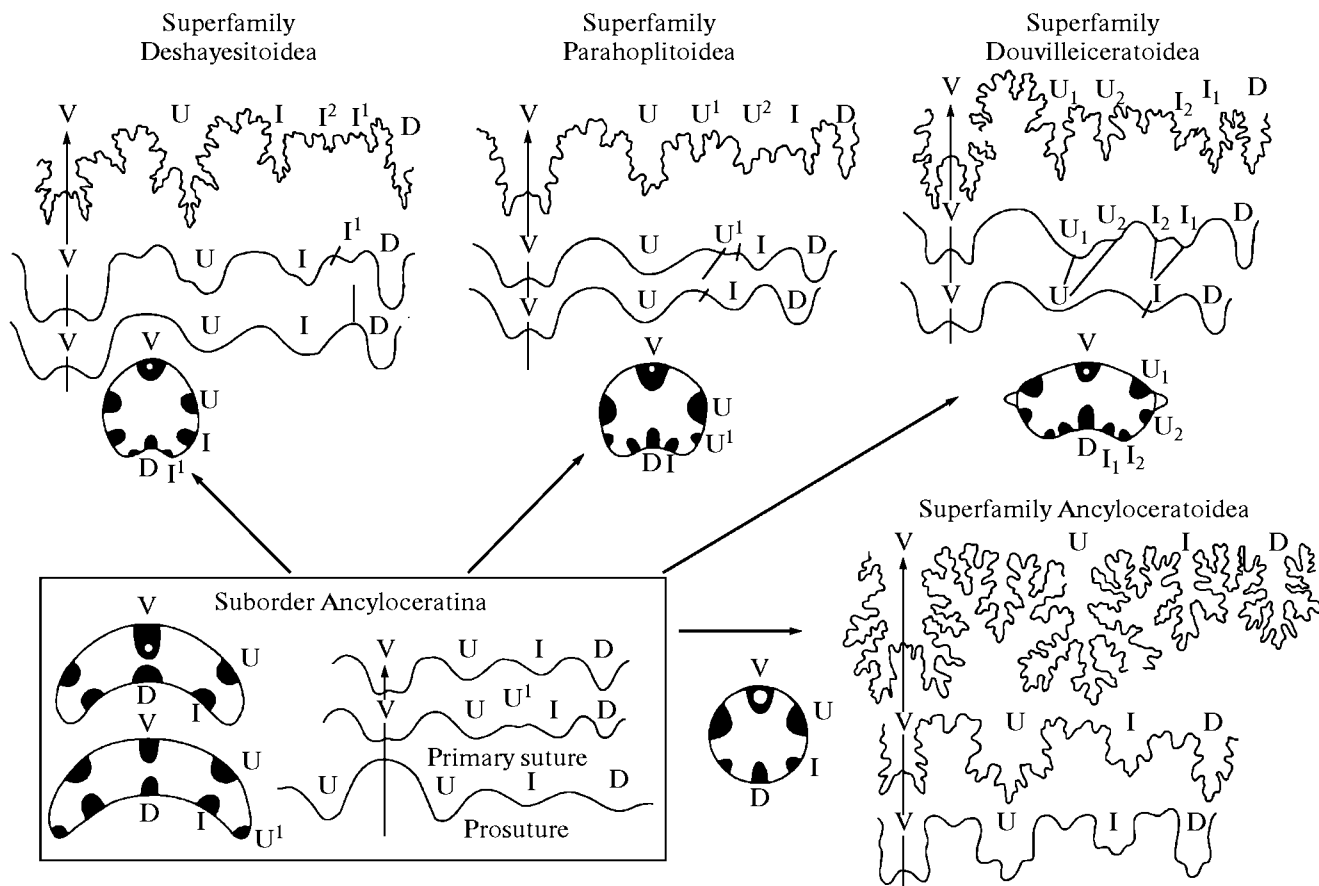 Superfamily
Deshayesitoidea
V U I I² I¹ D
V U I I¹ D
V U I D
V
U
I
D I¹
Superfamily
Parahoplitoidea
V U U¹ U² I D
V U U¹ I D
V U I D
V
U
U¹
D I
Superfamily
Douvilleiceratoidea
V U₁ U₂ I₂ I₁ D
V U₁ U₂ I₂ I₁ D
V U I D
V
U₁
U₂
D I₁ I₂
Suborder Ancyloceratina
V
U
D I
V
U
D I
U¹
V U I D
V U U¹ I D
Primary suture
U U I D
Prosuture
Superfamily Ancyloceratoidea
V U I D
V
U
I
D
V U I D
V U I D